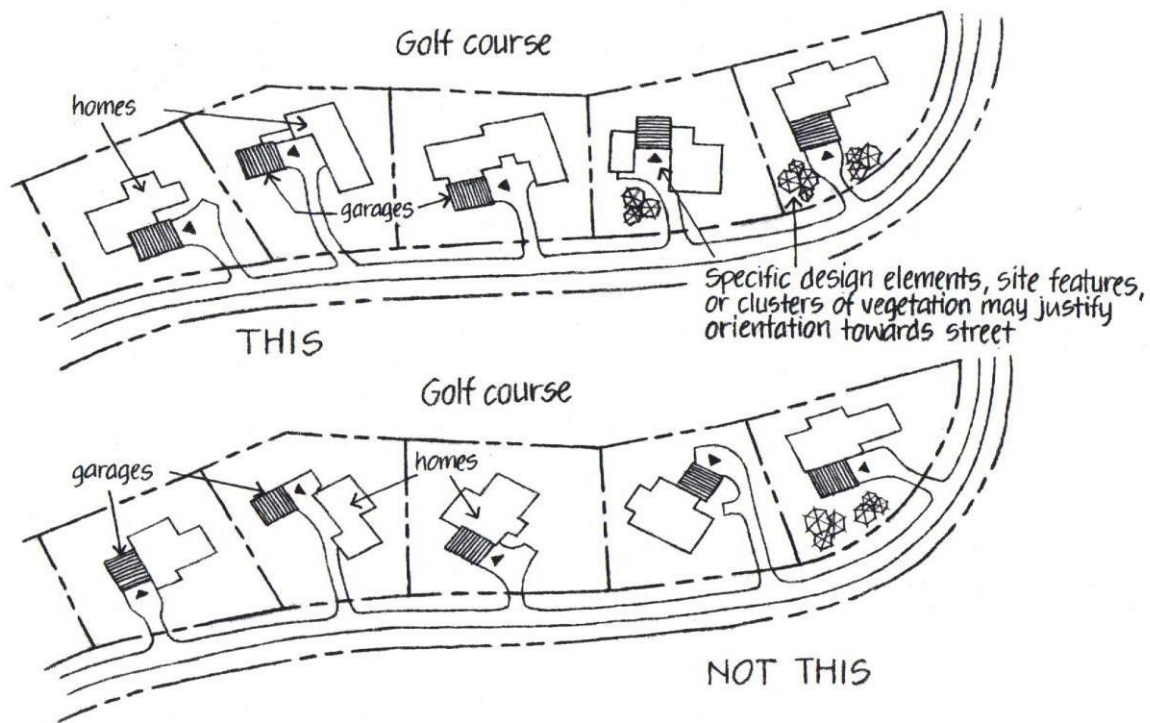 Golf course
homes
garages
Specific design elements, site features,
or clusters of vegetation may justify
orientation towards street
THIS
Golf course
garages
homes
NOT THIS